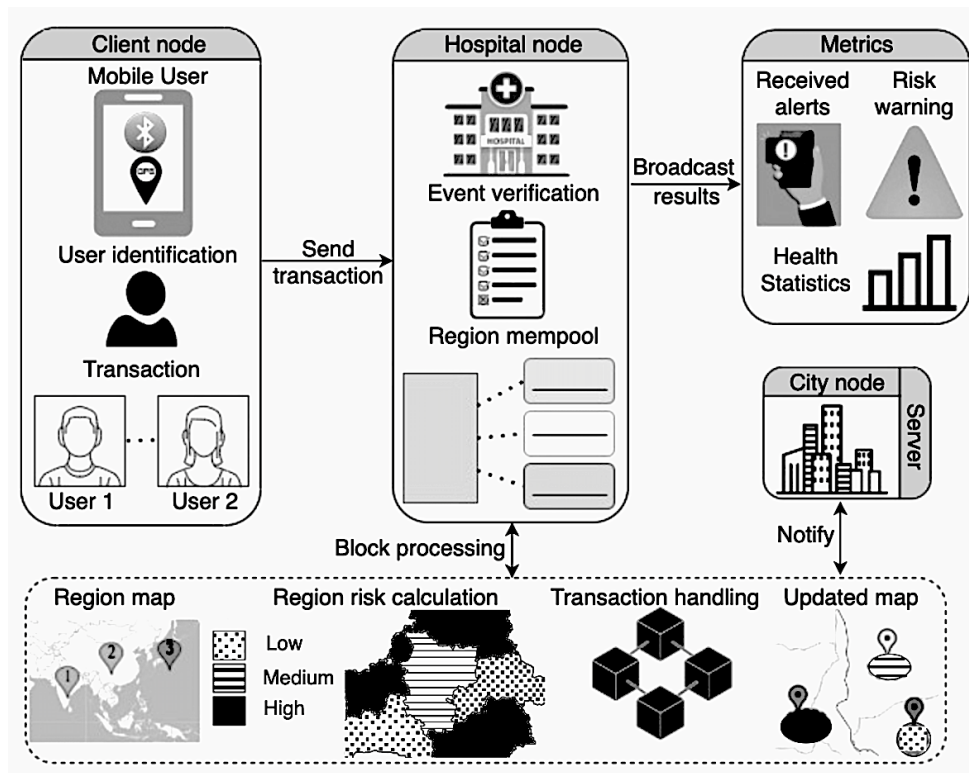 Client node
Mobile User
GPS
User identification
Transaction
User 1
User 2
Send
transaction
Hospital node
HOSPITAL
Event verification
Region mempool
Broadcast
results
Metrics
Received
alerts
Risk
warning
Health
Statistics
City node
Server
Block processing
Notify
Region map
1
2
3
Region risk calculation
Low
Medium
High
Transaction handling
Updated map